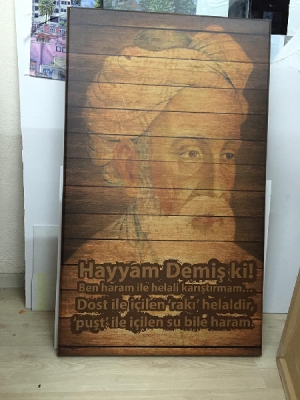 Hayyam Demiş ki!
Ben haram ile helali karıştırmam...
Dost ile içilen 'rakı' helaldir,
'puşt' ile içilen su bile haram.